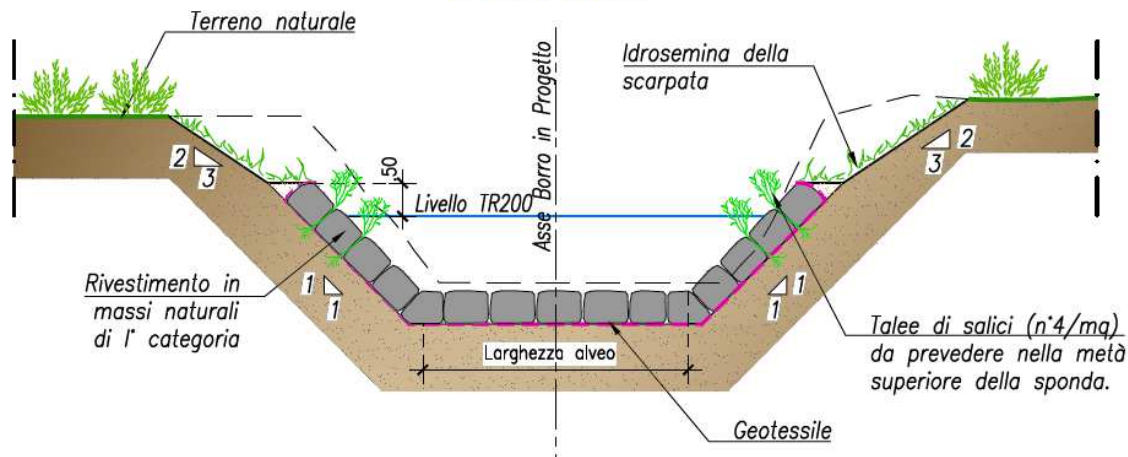 Terreno naturale
Asse Borro in Progetto
Idrosemina della
scarpata
2
3
2
3
.50
Livello TR200
Rivestimento in
massi naturali
di I° categoria
1
1
1
1
Larghezza alveo
Talee di salici (n°4/mq)
da prevedere nella metà
superiore della sponda.
Geotessile